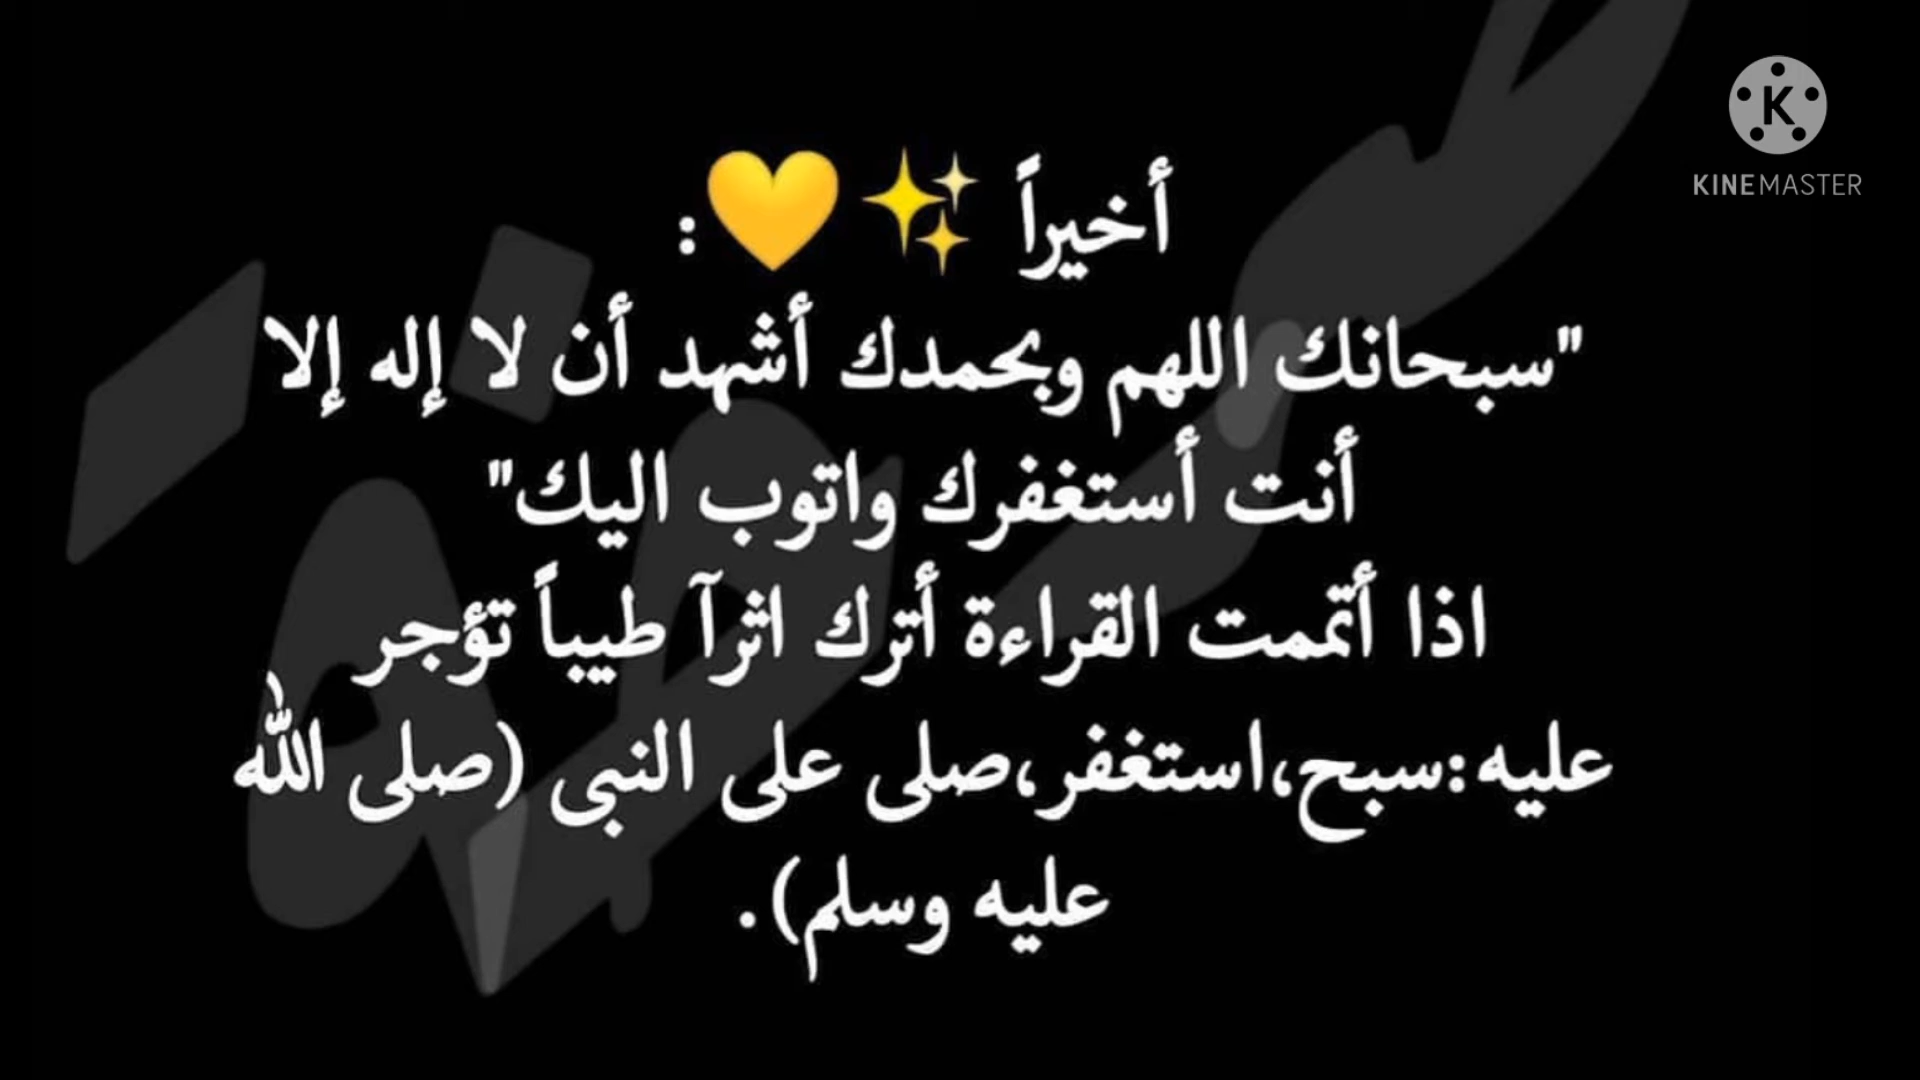 أخيراً ✨💛:
"سبحانك اللهم وبحمدك أشهد أن لا إله إلا
أنت أستغفرك واتوب اليك"
اذا أتممت القراءة أترك اثرآ طيباً تؤجر
عليه:سبح،استغفر،صلى على النبي (صلى الله
عليه وسلم).
K
KINEMASTER